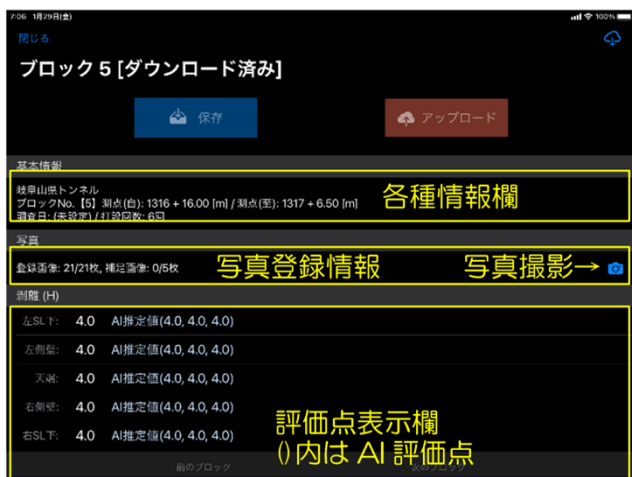 7:06 1月29日(金)
100%
閉じる
ブロック 5 [ダウンロード済み]
保存
アップロード
基本情報
岐阜山県トンネル
ブロックNo.【5】測点(自): 1316 + 16.00 [m] / 測点(至): 1317 + 6.50 [m]
調査日: (未設定) / 打設回数: 6回
各種情報欄
写真
登録画像: 21/21枚, 補足画像: 0/5枚
写真登録情報
写真撮影→
剥離 (H)
左SL下: 4.0 AI推定値(4.0, 4.0, 4.0)
左側壁: 4.0 AI推定値(4.0, 4.0, 4.0)
天端: 4.0 AI推定値(4.0, 4.0, 4.0)
右側壁: 4.0 AI推定値(4.0, 4.0, 4.0)
右SL下: 4.0 AI推定値(4.0, 4.0, 4.0)
評価点表示欄
()内は AI 評価点
前のブロック
次のブロック